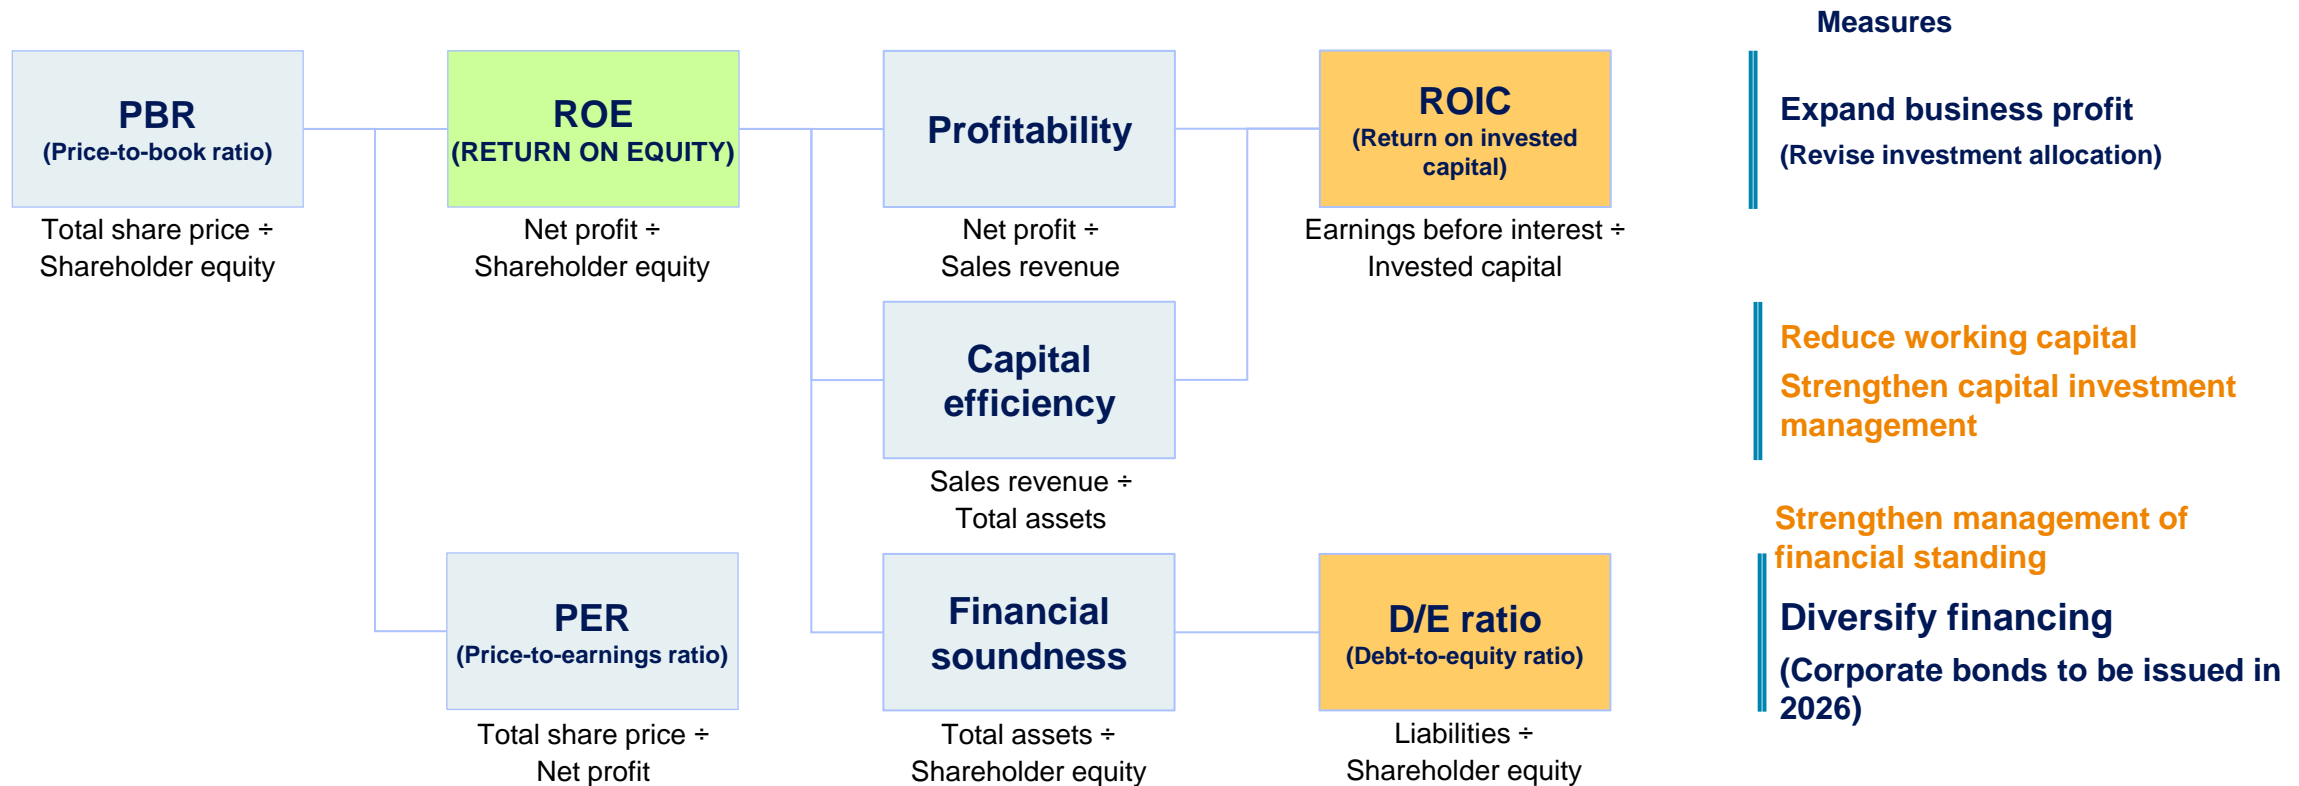 Measures
PBR
(Price-to-book ratio)
Total share price ÷
Shareholder equity
ROE
(RETURN ON EQUITY)
Net profit ÷
Shareholder equity
Profitability
Net profit ÷
Sales revenue
ROIC
(Return on invested
capital)
Earnings before interest ÷
Invested capital
Expand business profit
(Revise investment allocation)
Capital
efficiency
Sales revenue ÷
Total assets
Reduce working capital
Strengthen capital investment
management
PER
(Price-to-earnings ratio)
Total share price ÷
Net profit
Financial
soundness
Total assets ÷
Shareholder equity
D/E ratio
(Debt-to-equity ratio)
Liabilities ÷
Shareholder equity
Strengthen management of
financial standing
Diversify financing
(Corporate bonds to be issued in
2026)